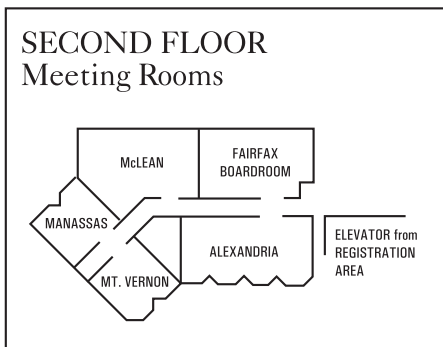 SECOND FLOOR
Meeting Rooms
McLEAN
FAIRFAX
BOARDROOM
MANASSAS
ALEXANDRIA
ELEVATOR from
REGISTRATION
AREA
MT. VERNON